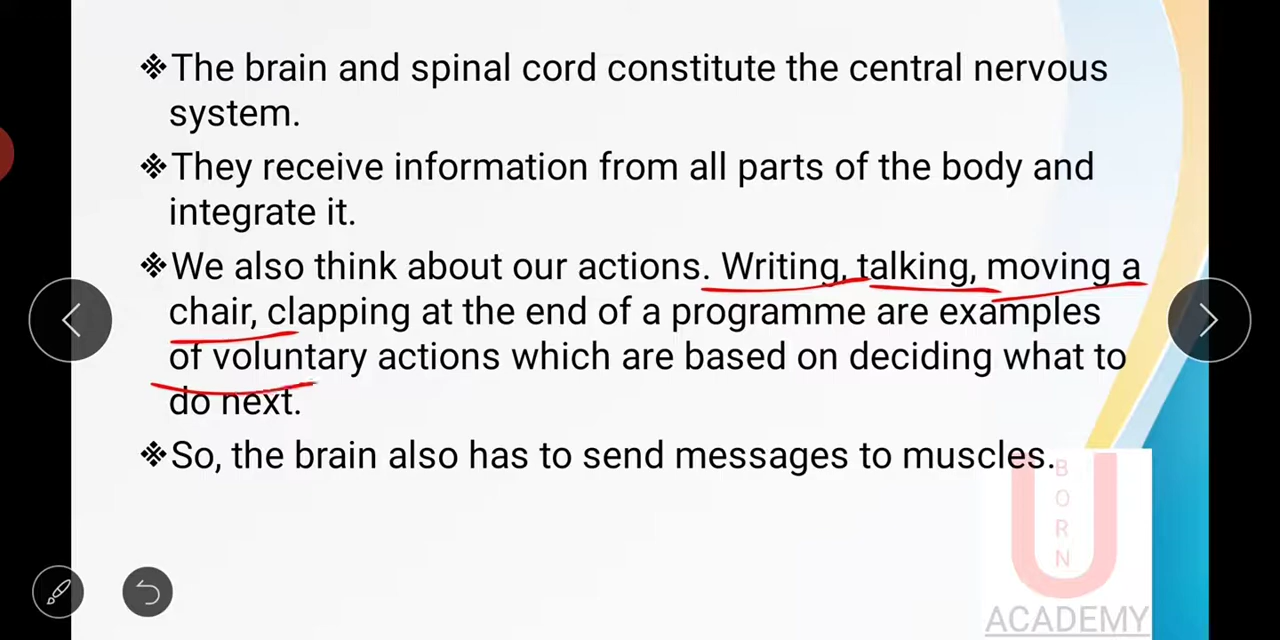 ❖The brain and spinal cord constitute the central nervous
system.
❖They receive information from all parts of the body and
integrate it.
❖We also think about our actions. Writing, talking, moving a
chair, clapping at the end of a programme are examples
of voluntary actions which are based on deciding what to
do next.
❖So, the brain also has to send messages to muscles.
U
BORN
ACADEMY